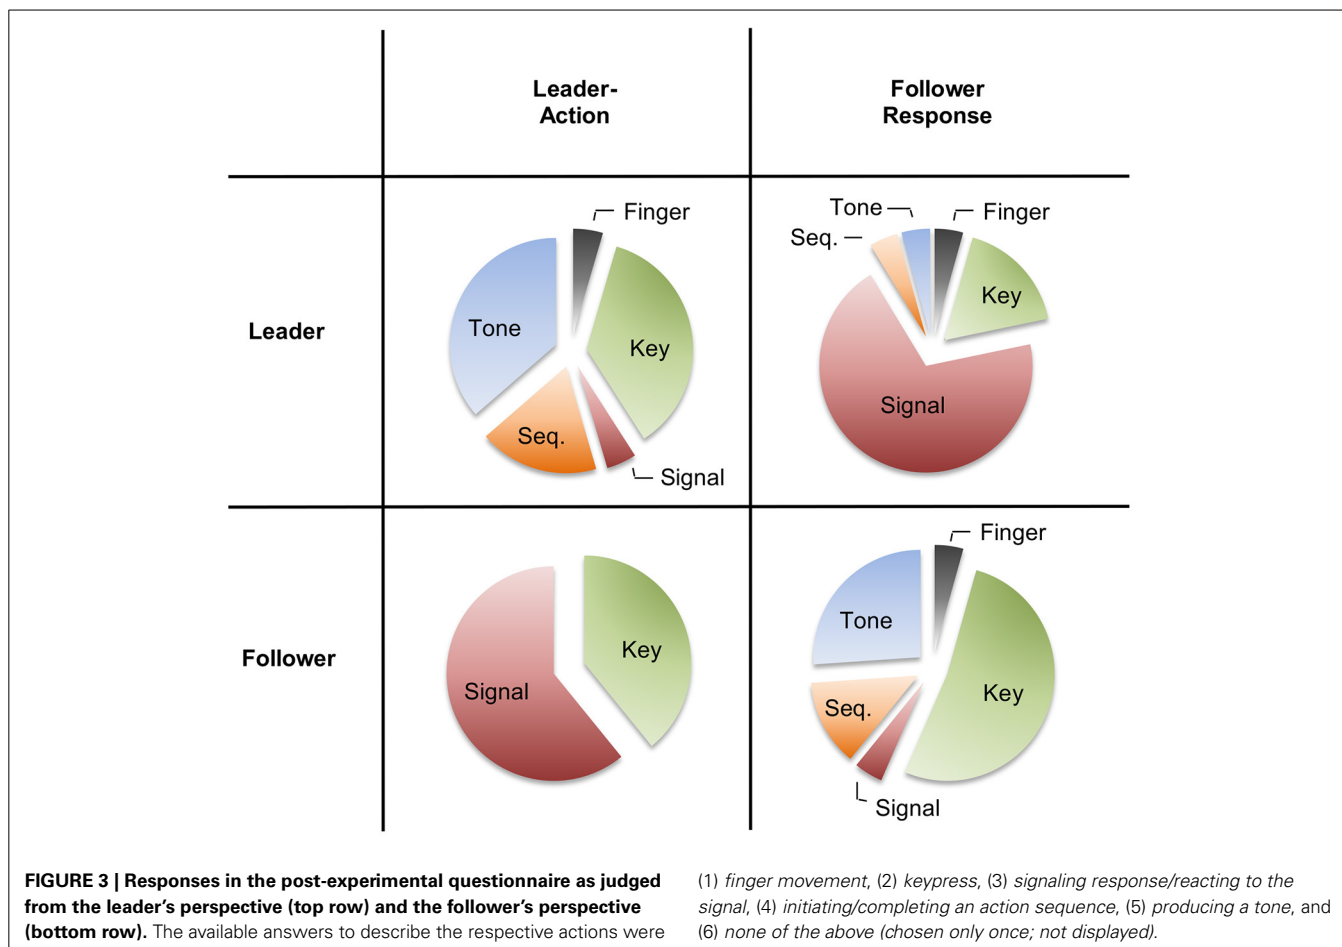 Leader-
Action
Follower
Response
Leader
Finger
Key
Signal
Seq.
Tone
Tone
Finger
Seq.
Key
Signal
Follower
Key
Signal
Finger
Tone
Key
Seq.
Signal
FIGURE 3 | Responses in the post-experimental questionnaire as judged
from the leader's perspective (top row) and the follower's perspective
(bottom row). The available answers to describe the respective actions were
(1) finger movement, (2) keypress, (3) signaling response/reacting to the
signal, (4) initiating/completing an action sequence, (5) producing a tone, and
(6) none of the above (chosen only once; not displayed).